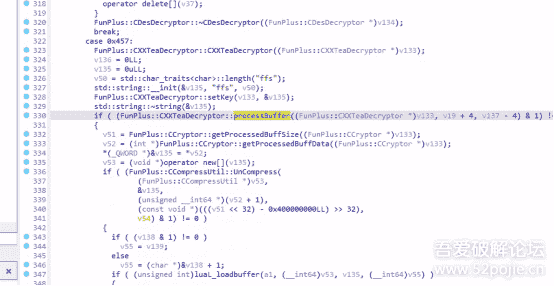 318 operator delete[](v37);
319 }
320 FunPlus::CDesDecryptor::~CDesDecryptor((FunPlus::CDesDecryptor *)v134);
321 break;
322 case 0x457:
323 FunPlus::CXXTeaDecryptor::CXXTeaDecryptor((FunPlus::CXXTeaDecryptor *)v133);
324 v136 = 0LL;
325 v135 = 0uLL;
326 v50 = std::char_traits<char>::length("ffs");
327 std::string::__init(&v135, "ffs", v50);
328 FunPlus::CXXTeaDecryptor::setKey(v133, &v135);
329 std::string::~string(&v135);
330 if ( (FunPlus::CXXTeaDecryptor::processBuffer((FunPlus::CXXTeaDecryptor *)v133, v19 + 4, v137 - 4) & 1) !=
331 {
332 v51 = FunPlus::CCryptor::getProcessedBuffSize((FunPlus::CCryptor *)v133);
333 v52 = (int *)FunPlus::CCryptor::getProcessedBuffData((FunPlus::CCryptor *)v133);
334 *(_QWORD *)&v135 = *v52;
335 v53 = (void *)operator new[](v135);
336 if ( (FunPlus::CCompressUtil::UnCompress(
337 (FunPlus::CCompressUtil *)v53,
338 &v135,
339 (unsigned __int64 *)(v52 + 1),
340 (const void *)(((v51 << 32) - 0x400000000LL) >> 32),
341 v54) & 1) != 0 )
342 {
343 if ( (v138 & 1) != 0 )
344 v55 = v139;
345 else
346 v55 = (char *)&v138 + 1;
347 if ( (unsigned int)luaL_loadbuffer(a1, (__int64)v53, v135, (__int64)v55) )
吾爱破解论坛
www.52pojie.cn